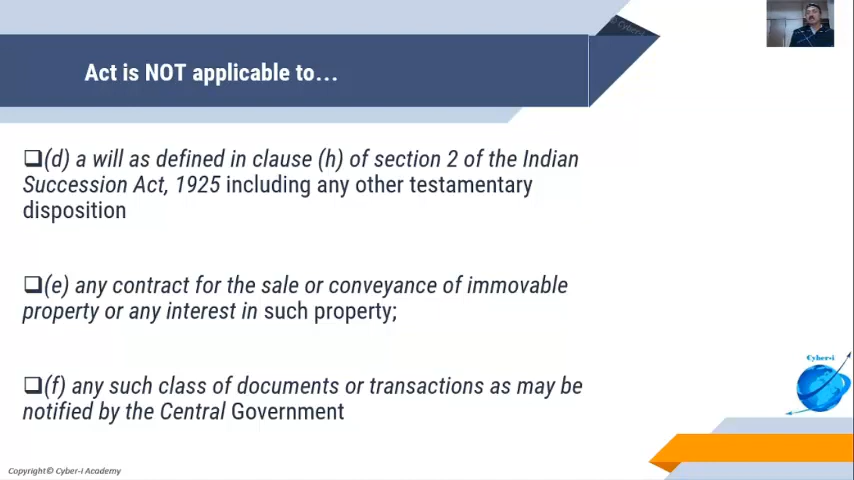 Act is NOT applicable to...
(d) a will as defined in clause (h) of section 2 of the Indian
Succession Act, 1925 including any other testamentary
disposition
(e) any contract for the sale or conveyance of immovable
property or any interest in such property;
(f) any such class of documents or transactions as may be
notified by the Central Government
Cyber-i
Copyright© Cyber-i Academy